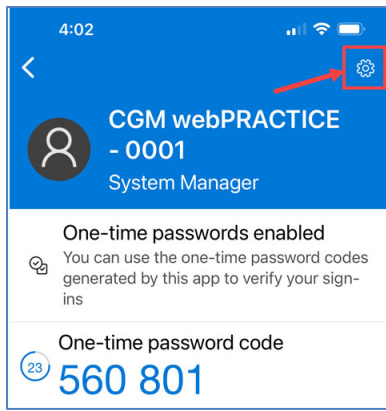 4:02
CGM webPRACTICE
- 0001
System Manager
One-time passwords enabled
You can use the one-time password codes
generated by this app to verify your sign-
ins
One-time password code
23
560 801